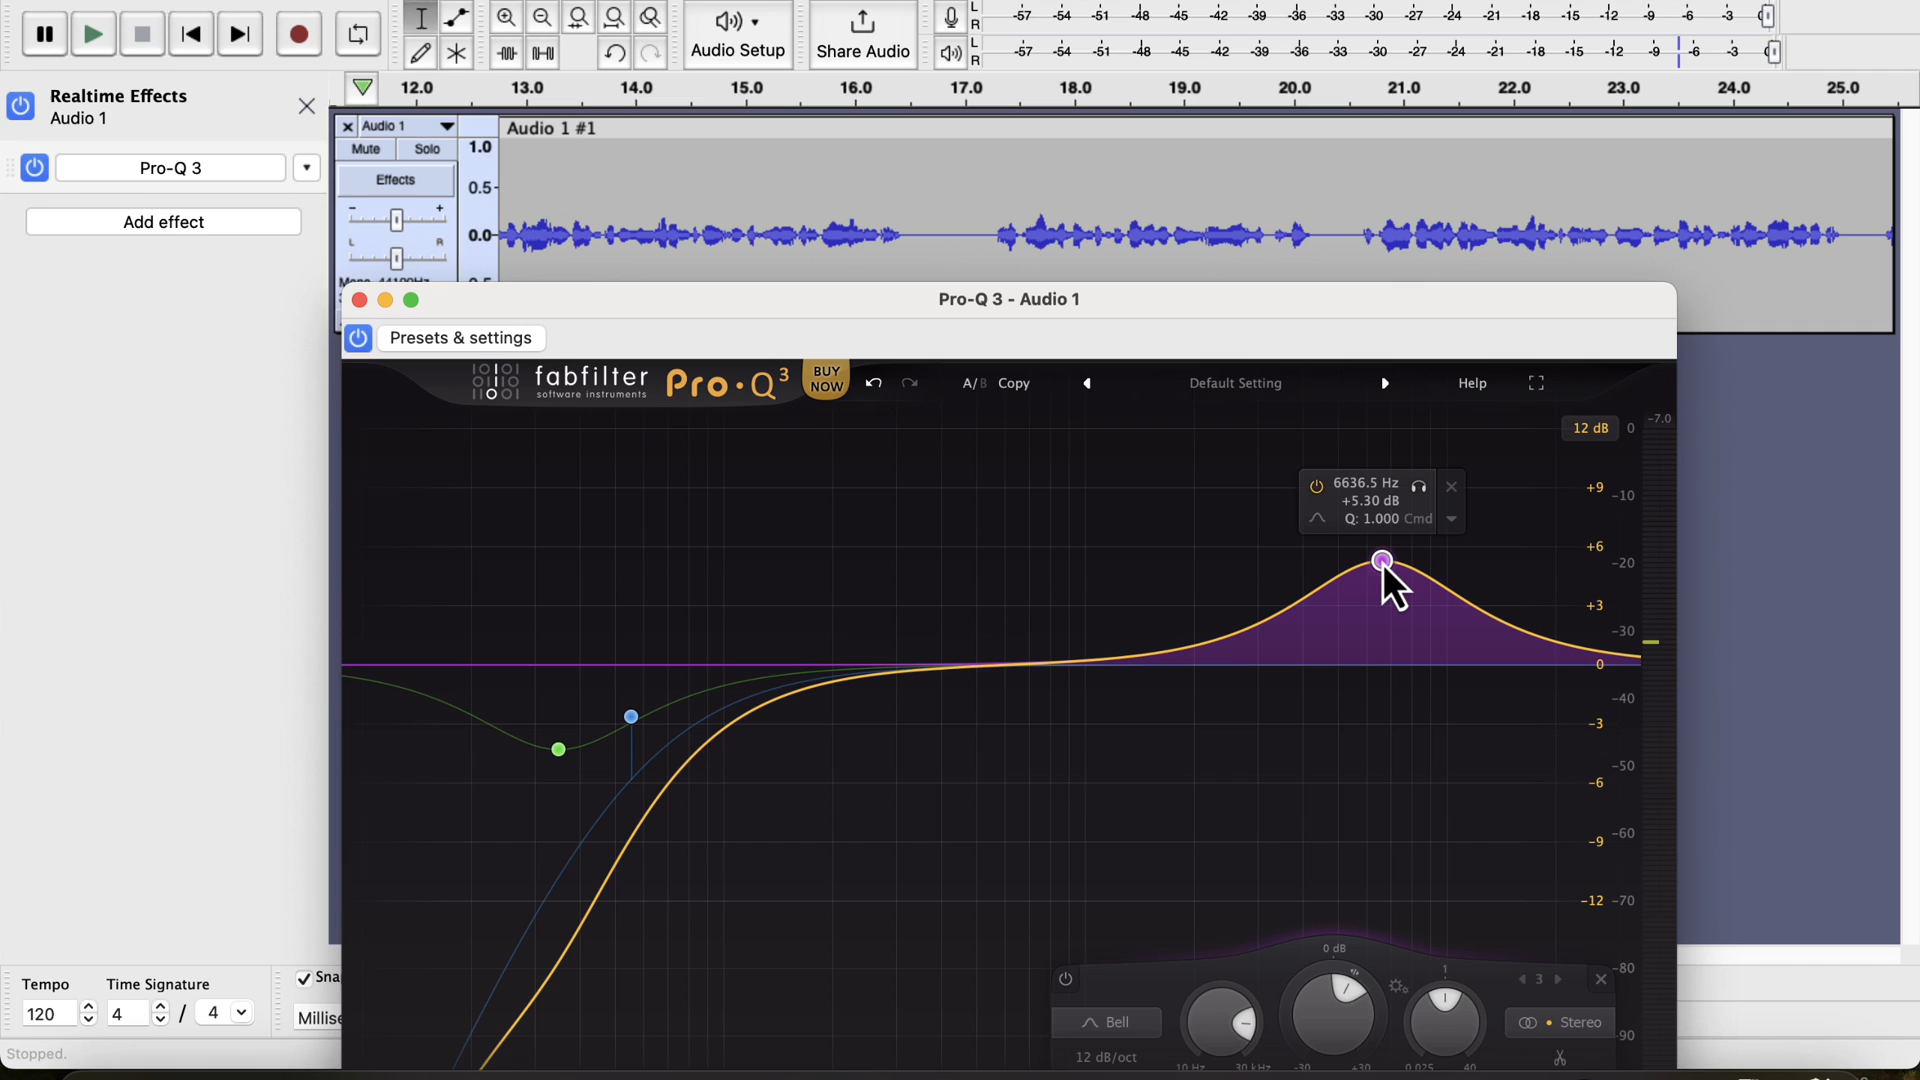 Audio Setup
Share Audio
L
R
-57 -54 -51 -48 -45 -42 -39 -36 -33 -30 -27 -24 -21 -18 -15 -12 -9 -6 -3
L
R
-57 -54 -51 -48 -45 -42 -39 -36 -33 -30 -27 -24 -21 -18 -15 -12 -9 -6 -3
12.0 13.0 14.0 15.0 16.0 17.0 18.0 19.0 20.0 21.0 22.0 23.0 24.0 25.0
Realtime Effects
Audio 1
Pro-Q 3
Add effect
Audio 1
Mute Solo
Effects
- +
L R
1.0
0.5-
0.0-
Audio 1 #1
Pro-Q 3 - Audio 1
Presets & settings
fabfilter
software instruments
Pro·Q 3
BUY
NOW
A/B Copy
Default Setting
Help
12 dB 0 -7.0
6636.5 Hz
+5.30 dB
Q: 1.000 Cmd
+9 -10
+6 -20
+3 -30
0 -40
-3 -50
-6 -60
-9
-12 -70
-80
-90
0 dB
1
3
Bell
12 dB/oct
10 Hz 30 kHz -30 +30 0.025 40
Stereo
Tempo
120
Time Signature
4 / 4
Sna
Millise
Stopped.